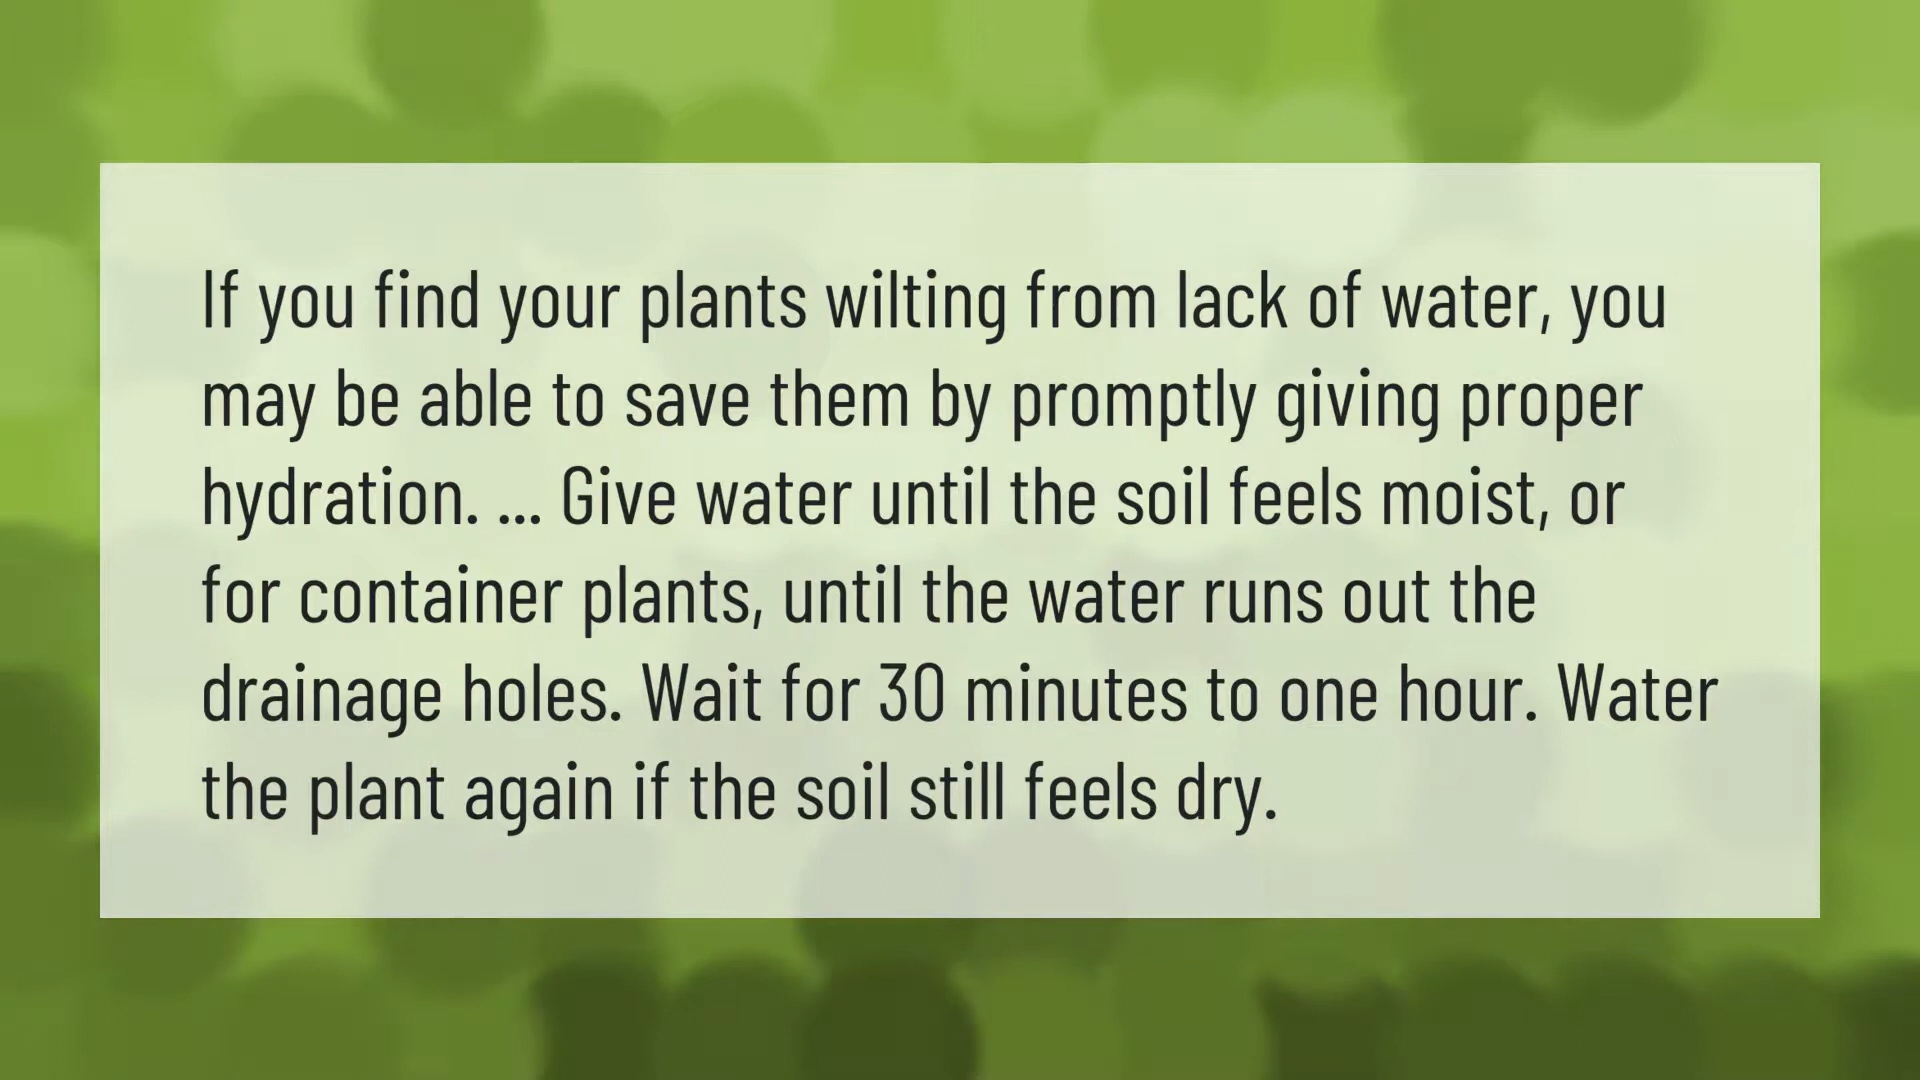 If you find your plants wilting from lack of water, you
may be able to save them by promptly giving proper
hydration. ... Give water until the soil feels moist, or
for container plants, until the water runs out the
drainage holes. Wait for 30 minutes to one hour. Water
the plant again if the soil still feels dry.